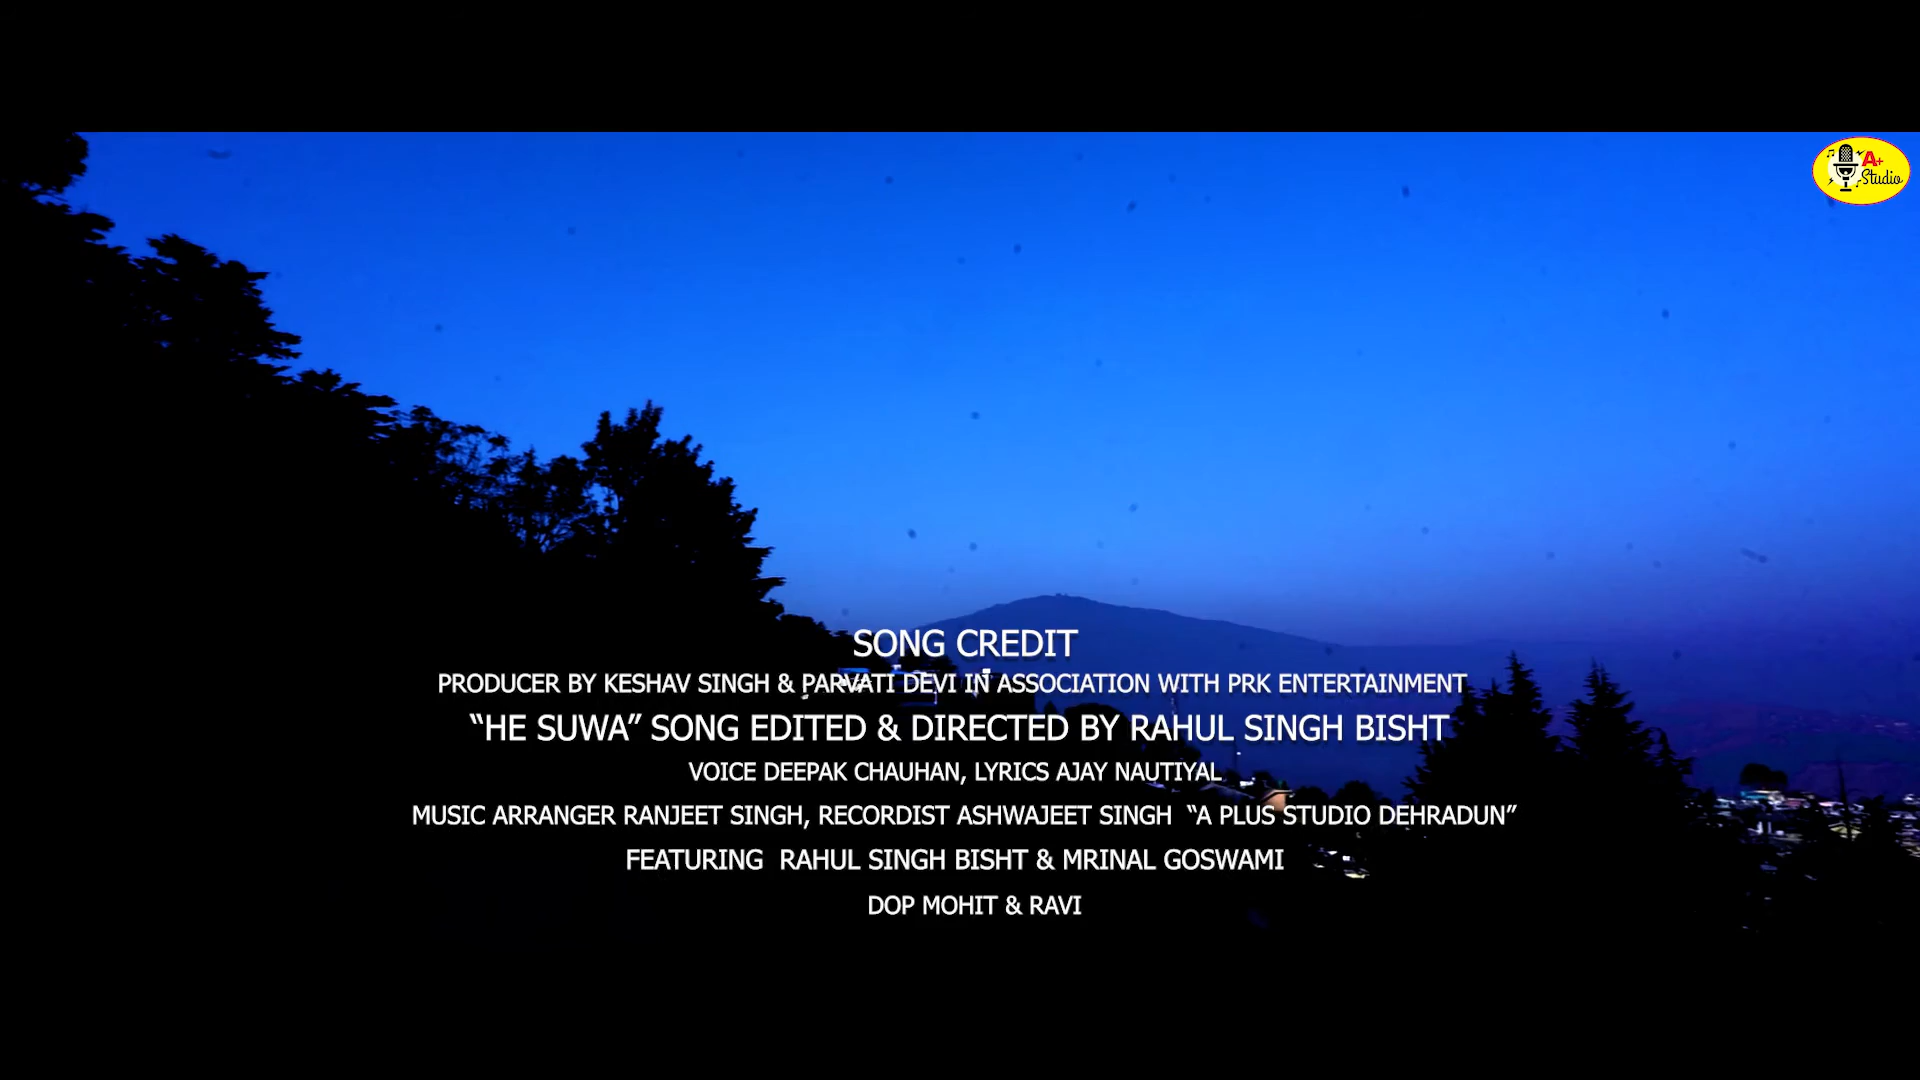 A+
Studio
SONG CREDIT
PRODUCER BY KESHAV SINGH & PARVATI DEVI IN ASSOCIATION WITH PRK ENTERTAINMENT
“HE SUWA” SONG EDITED & DIRECTED BY RAHUL SINGH BISHT
VOICE DEEPAK CHAUHAN, LYRICS AJAY NAUTIYAL
MUSIC ARRANGER RANJEET SINGH, RECORDIST ASHWAJEET SINGH “A PLUS STUDIO DEHRADUN”
FEATURING RAHUL SINGH BISHT & MRINAL GOSWAMI
DOP MOHIT & RAVI